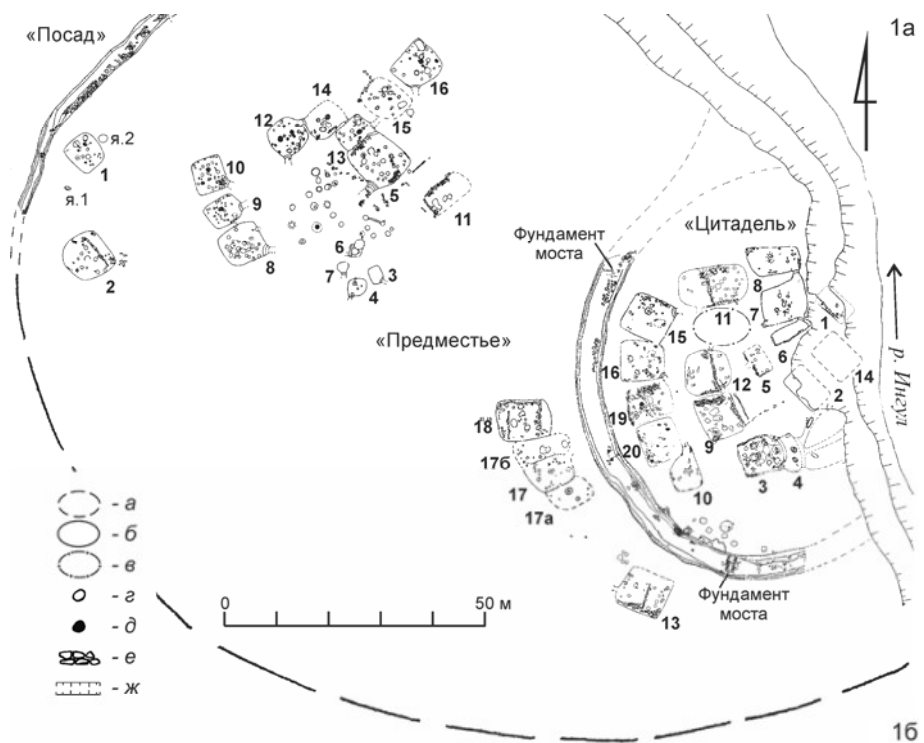 «Посад»
1а
16
14
15
12
я.2
1
13
10
5
я.1
9
11
«Цитадель»
Фундамент
моста
6
8
2
7
3
4
8
11
7
1
«Предместье»
15
6
р. Ингул
16
5
14
12
2
19
18
9
17б
20
10
3
4
17
17а
- а
- б
- в
- г
- д
- е
- ж
0
50 м
13
Фундамент
моста
1б